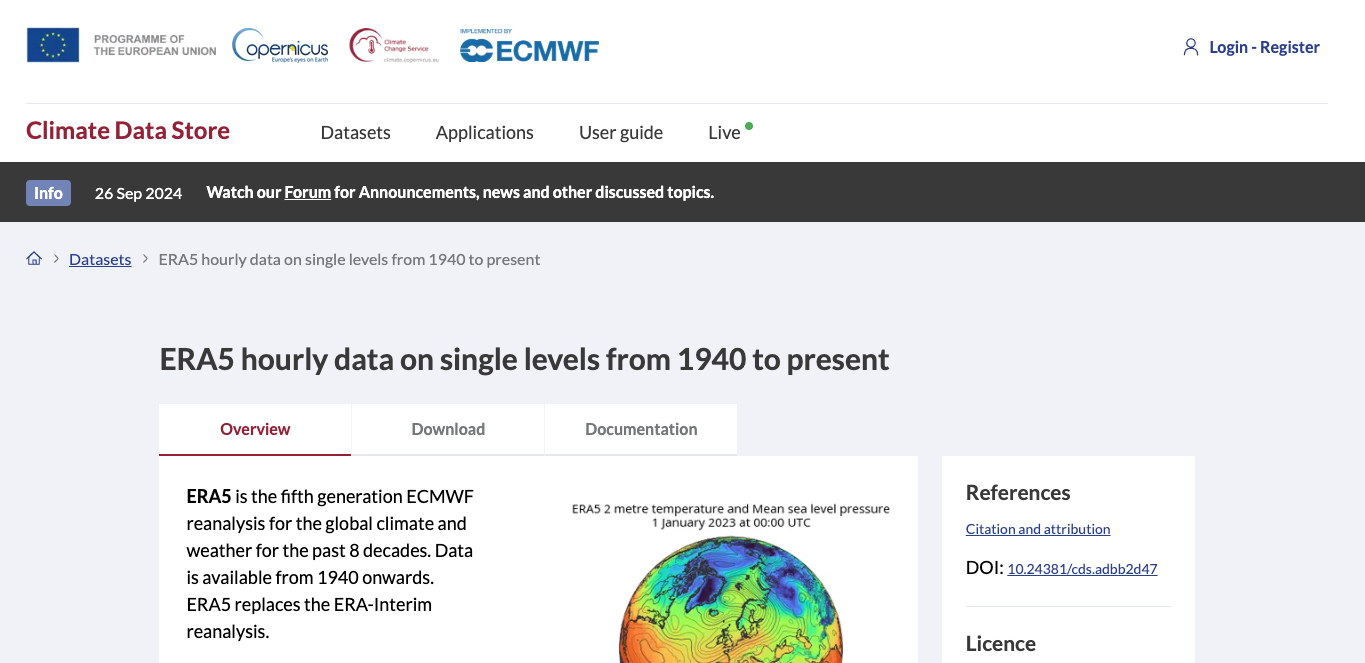 PROGRAMME OF
THE EUROPEAN UNION
opernicus
Europe's eyes on Earth
Climate
Change Service
climate.copernicus.eu
IMPLEMENTED BY
ECMWF
Login - Register
Climate Data Store
Datasets
Applications
User guide
Live
Info
26 Sep 2024
Watch our Forum for Announcements, news and other discussed topics.
Datasets
ERA5 hourly data on single levels from 1940 to present
ERA5 hourly data on single levels from 1940 to present
Overview
Download
Documentation
ERA5 is the fifth generation ECMWF
reanalysis for the global climate and
weather for the past 8 decades. Data
is available from 1940 onwards.
ERA5 replaces the ERA-Interim
reanalysis.
ERA5 2 metre temperature and Mean sea level pressure
1 January 2023 at 00:00 UTC
References
Citation and attribution
DOI: 10.24381/cds.adbb2d47
Licence